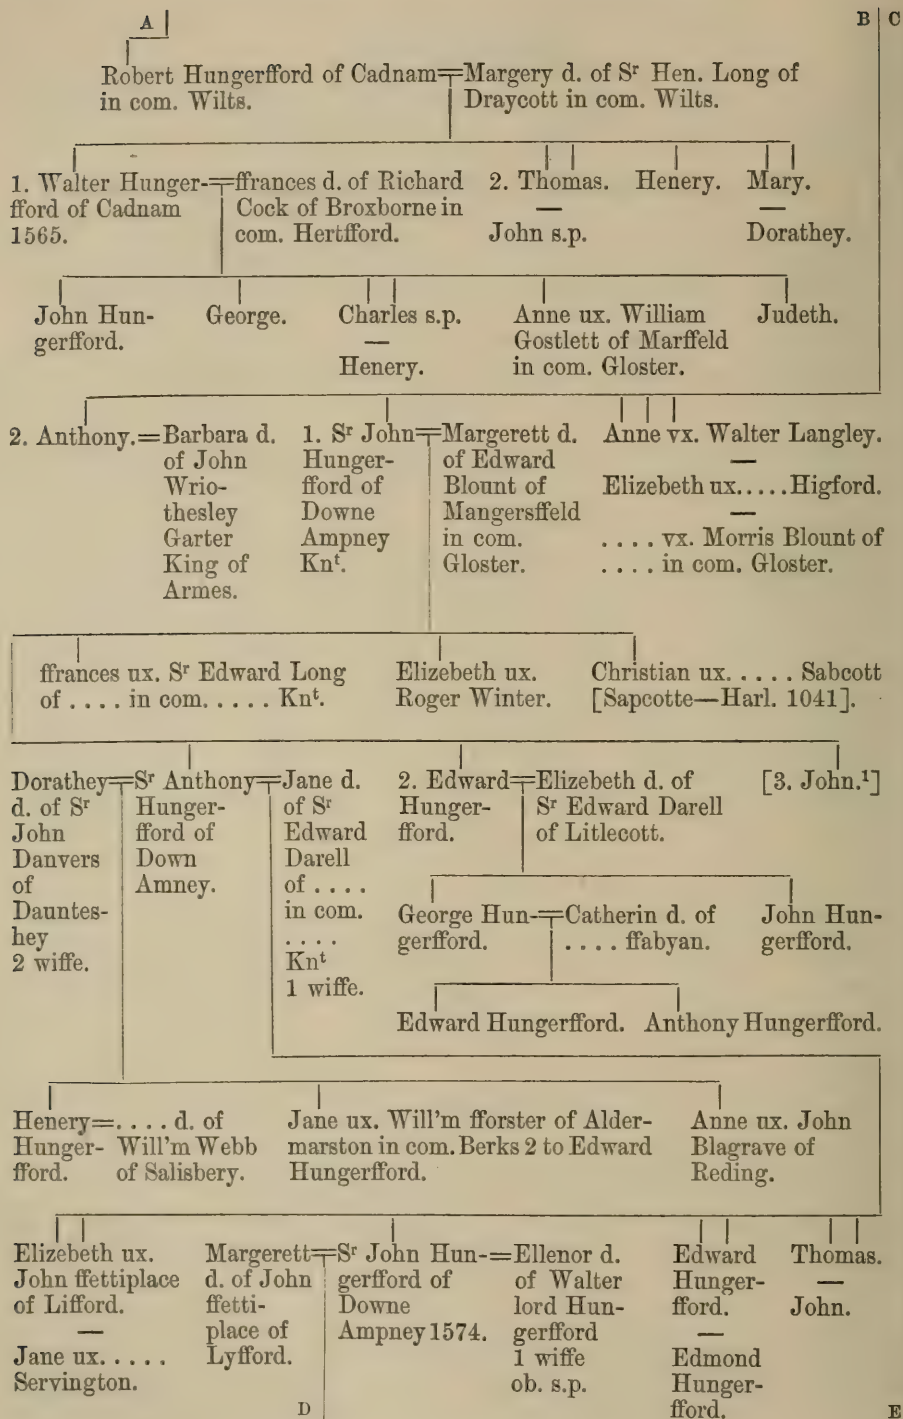 A B C
Robert Hungerfford of Cadnam=Margery d. of Sr Hen. Long of
in com. Wilts. Draycott in com. Wilts.
1. Walter Hunger-=ffrances d. of Richard 2. Thomas. Henery. Mary.
fford of Cadnam Cock of Broxborne in — —
1565. com. Hertfford. John s.p. Dorathey.
John Hun- George. Charles s.p. Anne ux. William Judeth.
gerfford. — Gostlett of Marffeld
Henery. in com. Gloster.
2. Anthony.=Barbara d. 1. Sr John=Margerett d. Anne vx. Walter Langley.
of John Hunger- of Edward —
Wrio- fford of Blount of Elizebeth ux.....Higford.
thesley Downe Mangersffeld —
Garter Ampney in com. .... vx. Morris Blount of
King of Knt. Gloster. .... in com. Gloster.
Armes.
ffrances ux. Sr Edward Long Elizebeth ux. Christian ux. .... Sabcott
of .... in com. .... Knt. Roger Winter. [Sapcotte—Harl. 1041].
Dorathey=Sr Anthony=Jane d. 2. Edward=Elizebeth d. of [3. John.1]
d. of Sr Hunger- of Sr Hunger- Sr Edward Darell
John fford of Edward fford. of Litlecott.
Danvers Down Darell
of Amney. of ....
Dauntes- in com. George Hun-=Catherin d. of John Hun-
hey .... gerfford. .... ffabyan. gerfford.
2 wiffe. Knt
1 wiffe.
Edward Hungerfford. Anthony Hungerfford.
Henery=.... d. of Jane ux. Will'm fforster of Alder- Anne ux. John
Hunger- Will'm Webb marston in com. Berks 2 to Edward Blagrave of
fford. of Salisbery. Hungerfford. Reding.
Elizebeth ux. Margerett=Sr John Hun-=Ellenor d. Edward Thomas.
John ffettiplace d. of John gerfford of of Walter Hunger- —
of Lifford. ffetti- Downe lord Hun- fford. John.
— place of Ampney 1574. gerfford —
Jane ux..... Lyfford. 1 wiffe Edmond
Servington. ob. s.p. Hunger-
D fford. E